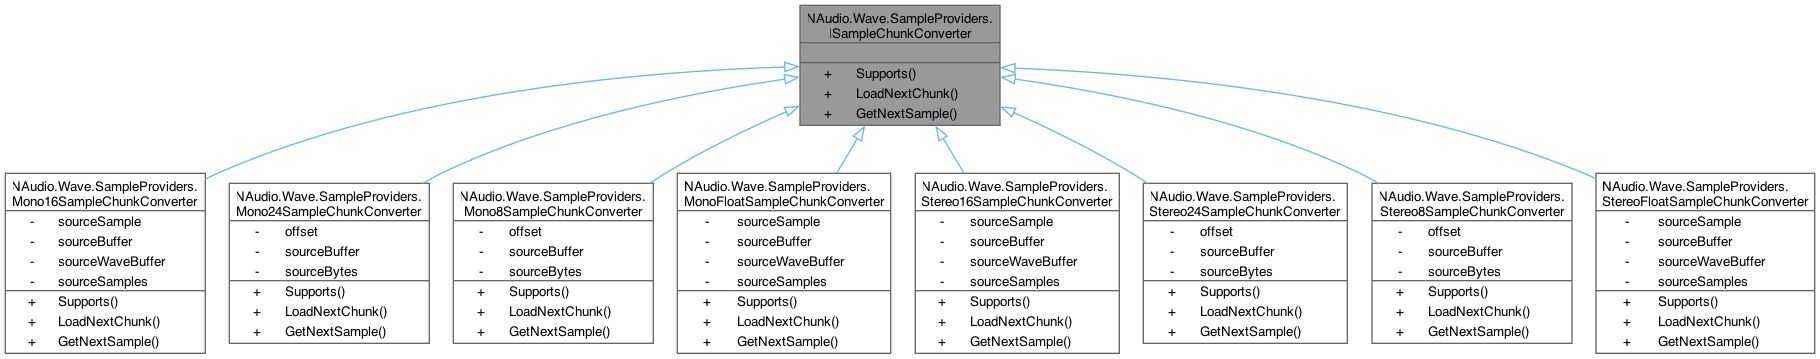 NAudio.Wave.SampleProviders.
ISampleChunkConverter
+ Supports()
+ LoadNextChunk()
+ GetNextSample()
NAudio.Wave.SampleProviders.
Mono16SampleChunkConverter
- sourceSample
- sourceBuffer
- sourceWaveBuffer
- sourceSamples
+ Supports()
+ LoadNextChunk()
+ GetNextSample()
NAudio.Wave.SampleProviders.
Mono24SampleChunkConverter
- offset
- sourceBuffer
- sourceBytes
+ Supports()
+ LoadNextChunk()
+ GetNextSample()
NAudio.Wave.SampleProviders.
Mono8SampleChunkConverter
- offset
- sourceBuffer
- sourceBytes
+ Supports()
+ LoadNextChunk()
+ GetNextSample()
NAudio.Wave.SampleProviders.
MonoFloatSampleChunkConverter
- sourceSample
- sourceBuffer
- sourceWaveBuffer
- sourceSamples
+ Supports()
+ LoadNextChunk()
+ GetNextSample()
NAudio.Wave.SampleProviders.
Stereo16SampleChunkConverter
- sourceSample
- sourceBuffer
- sourceWaveBuffer
- sourceSamples
+ Supports()
+ LoadNextChunk()
+ GetNextSample()
NAudio.Wave.SampleProviders.
Stereo24SampleChunkConverter
- offset
- sourceBuffer
- sourceBytes
+ Supports()
+ LoadNextChunk()
+ GetNextSample()
NAudio.Wave.SampleProviders.
Stereo8SampleChunkConverter
- offset
- sourceBuffer
- sourceBytes
+ Supports()
+ LoadNextChunk()
+ GetNextSample()
NAudio.Wave.SampleProviders.
StereoFloatSampleChunkConverter
- sourceSample
- sourceBuffer
- sourceWaveBuffer
- sourceSamples
+ Supports()
+ LoadNextChunk()
+ GetNextSample()